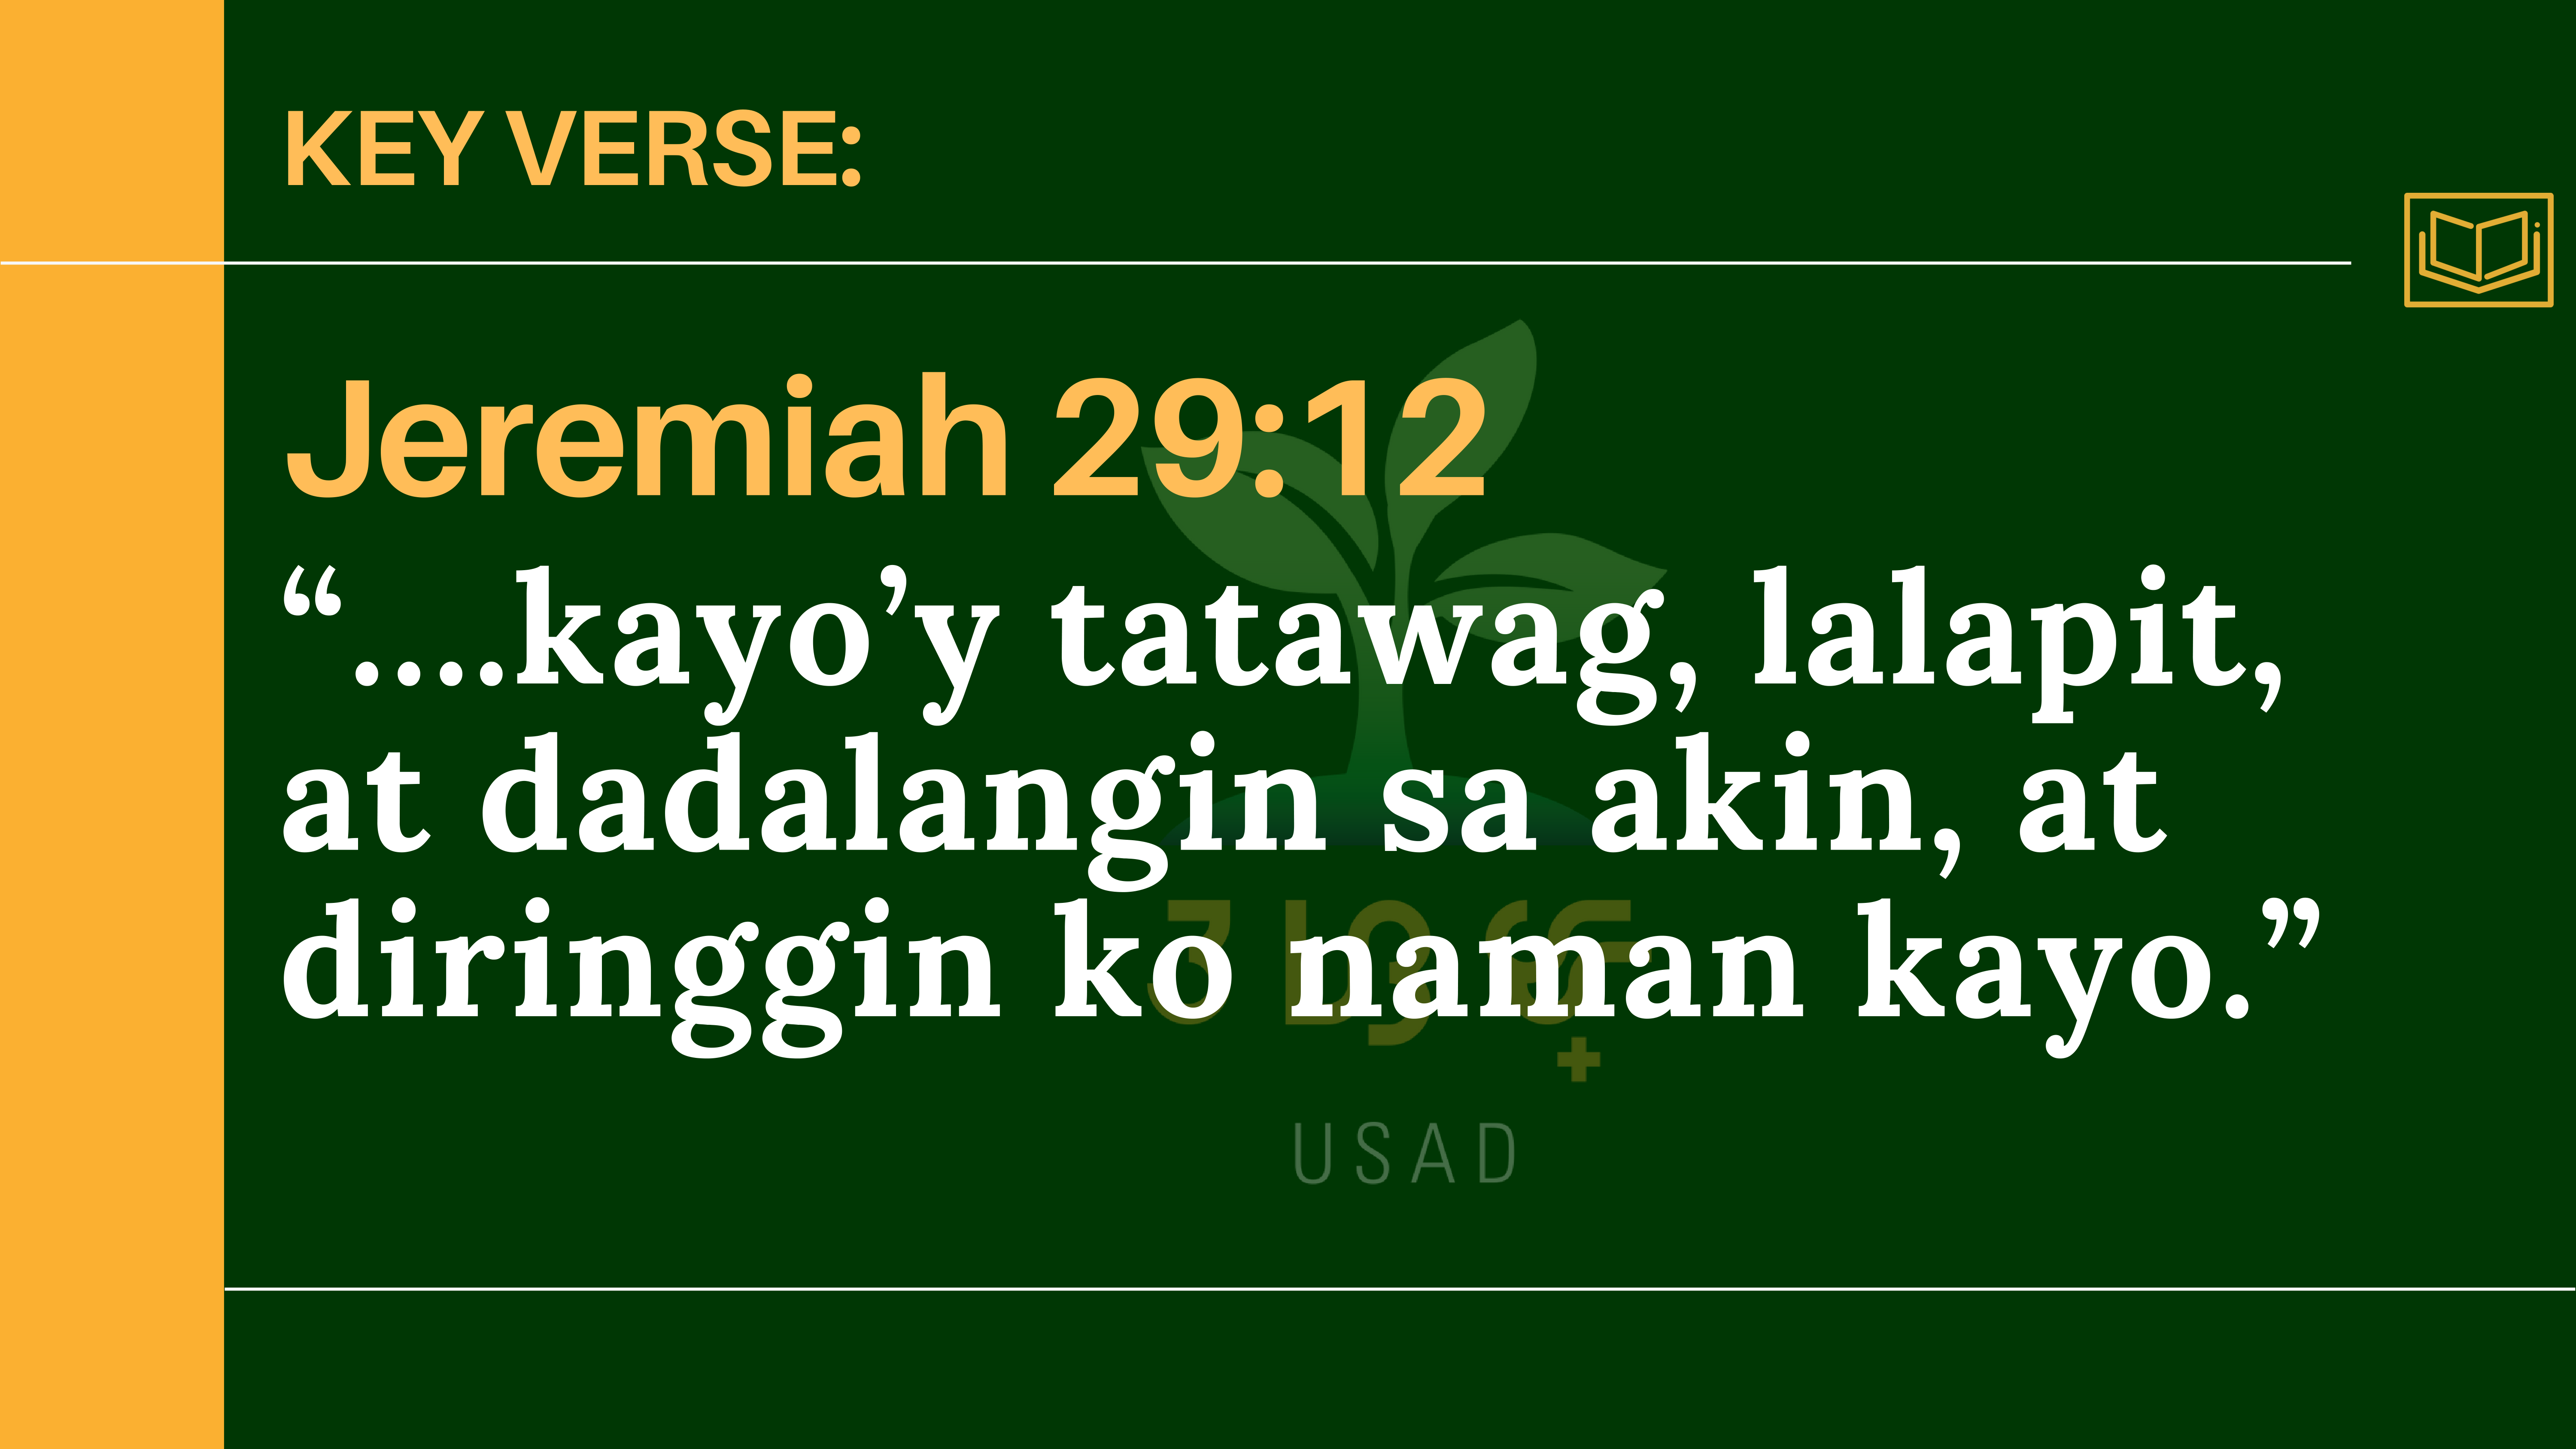 KEY VERSE:
Jeremiah 29:12
“....kayo’y tatawag, lalapit,
at dadalangin sa akin, at
diringgin ko naman kayo.”
USAD